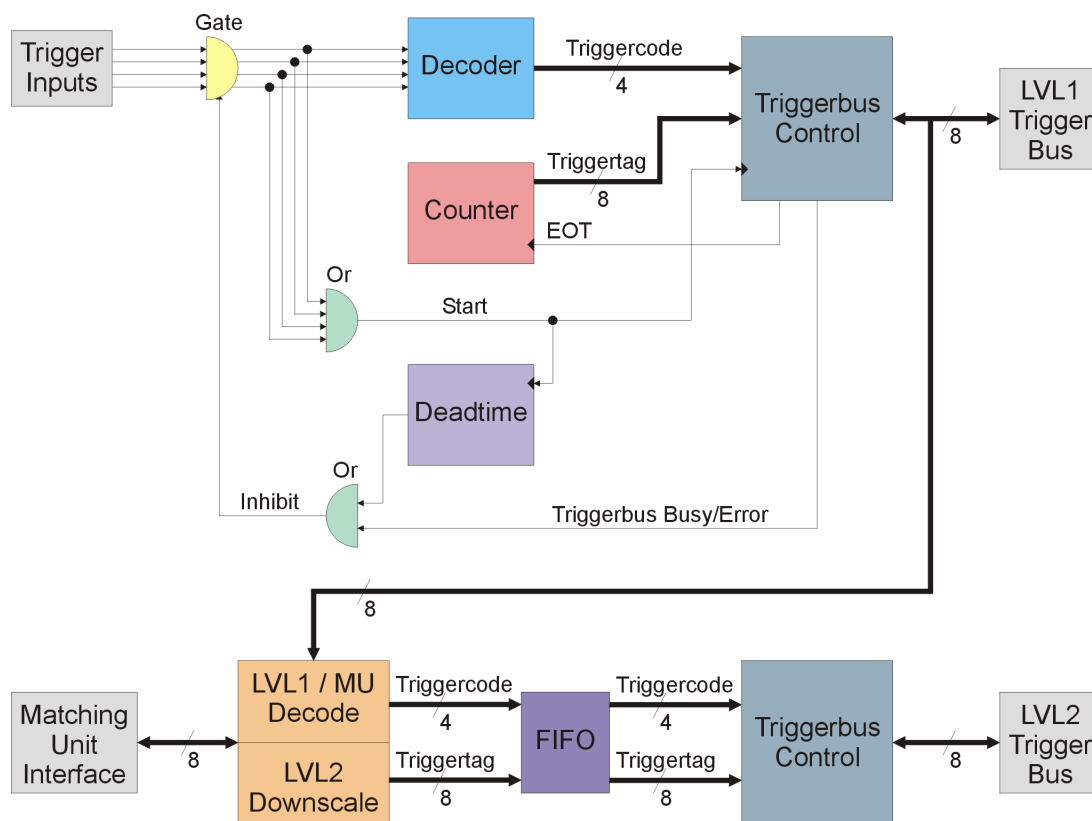 Gate
Trigger
Inputs
Decoder
Triggercode
4
Triggerbus
Control
8
LVL1
Trigger
Bus
Triggertag
8
Counter
EOT
Or
Start
Deadtime
Or
Inhibit
Triggerbus Busy/Error
8
Matching
Unit
Interface
8
LVL1 / MU
Decode
LVL2
Downscale
Triggercode
4
Triggertag
8
FIFO
Triggercode
4
Triggertag
8
Triggerbus
Control
8
LVL2
Trigger
Bus